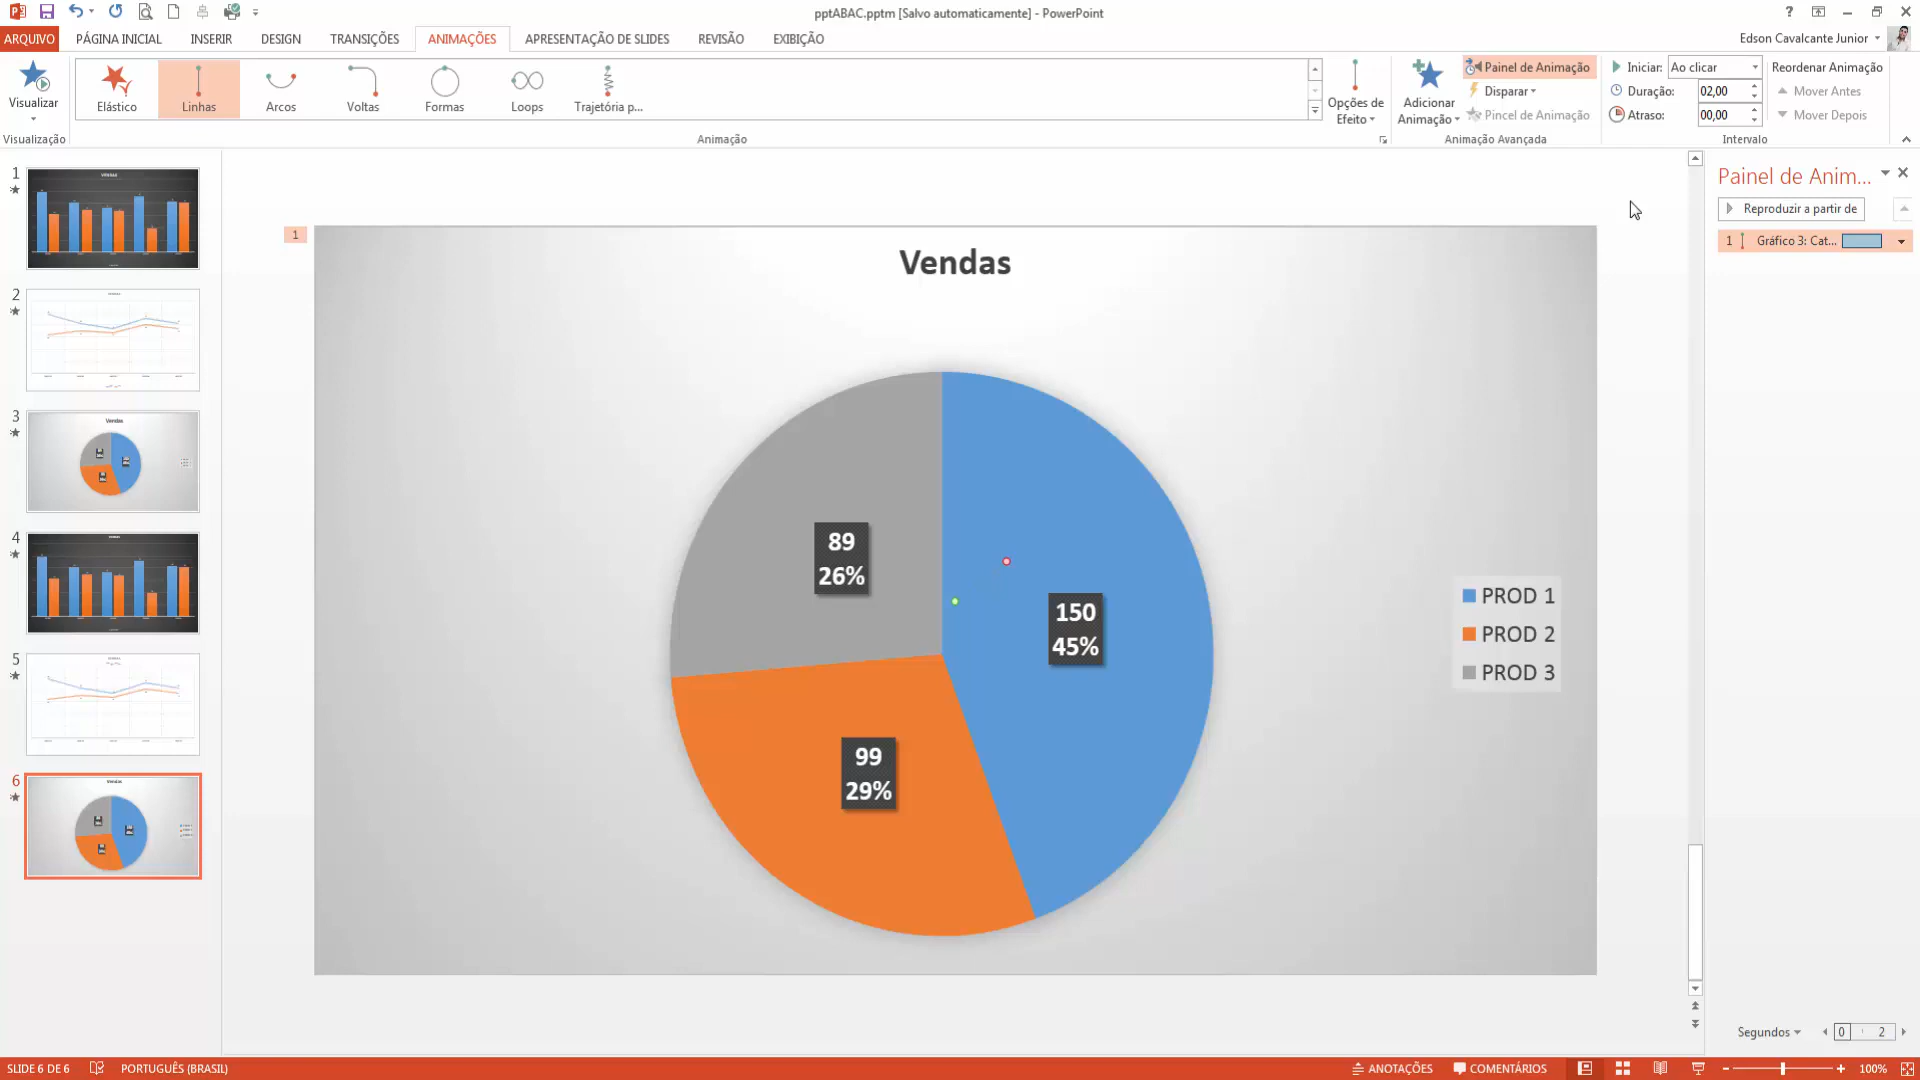 pptABAC.pptm [Salvo automaticamente] - PowerPoint
ARQUIVO PÁGINA INICIAL INSERIR DESIGN TRANSIÇÕES ANIMAÇÕES APRESENTAÇÃO DE SLIDES REVISÃO EXIBIÇÃO Edson Cavalcante Junior
Visualizar
Visualização
Elástico Linhas Arcos Voltas Formas Loops Trajetória p...
Animação
Opções de
Efeito
Adicionar
Animação
Painel de Animação
Disparar
Pincel de Animação
Animação Avançada
Iniciar: Ao clicar
Duração: 02,00
Atraso: 00,00
Intervalo
Reordenar Animação
Mover Antes
Mover Depois
1
2
3
Vendas
4
5
6
Vendas
1
Vendas
89
26%
150
45%
99
29%
PROD 1
PROD 2
PROD 3
Painel de Anim...
Reproduzir a partir de
1 Gráfico 3: Cat...
Segundos 0 2
SLIDE 6 DE 6 PORTUGUÊS (BRASIL) ANOTAÇÕES COMENTÁRIOS 100%